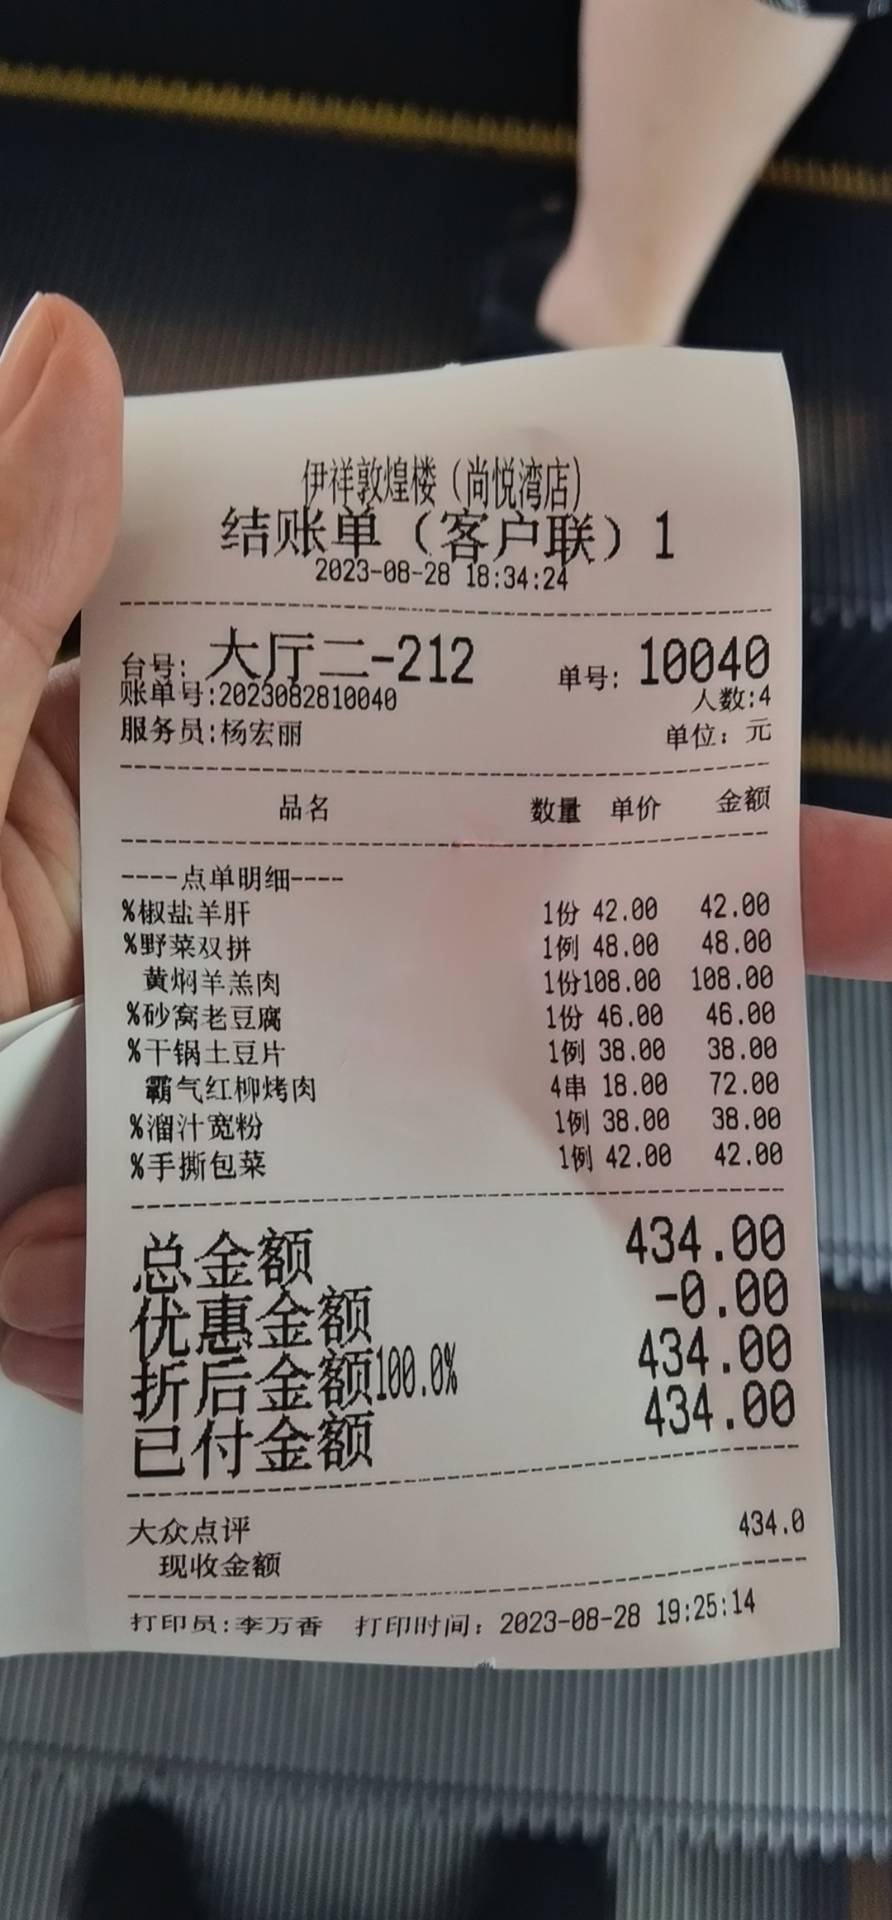 伊祥敦煌楼（尚悦湾店）
结账单（客户联）1
2023-08-28 18:34:24
台号: 大厅二-212 单号: 10040
账单号:2023082810040 人数:4
服务员:杨宏丽 单位: 元
品名 数量 单价 金额
----点单明细----
%椒盐羊肝 1份 42.00 42.00
%野菜双拼 1例 48.00 48.00
黄焖羊羔肉 1份108.00 108.00
%砂窝老豆腐 1份 46.00 46.00
%干锅土豆片 1例 38.00 38.00
霸气红柳烤肉 4串 18.00 72.00
%溜汁宽粉 1例 38.00 38.00
%手撕包菜 1例 42.00 42.00
总金额 434.00
优惠金额 -0.00
折后金额100.0% 434.00
已付金额 434.00
大众点评 434.0
现收金额
打印员:李万香 打印时间: 2023-08-28 19:25:14